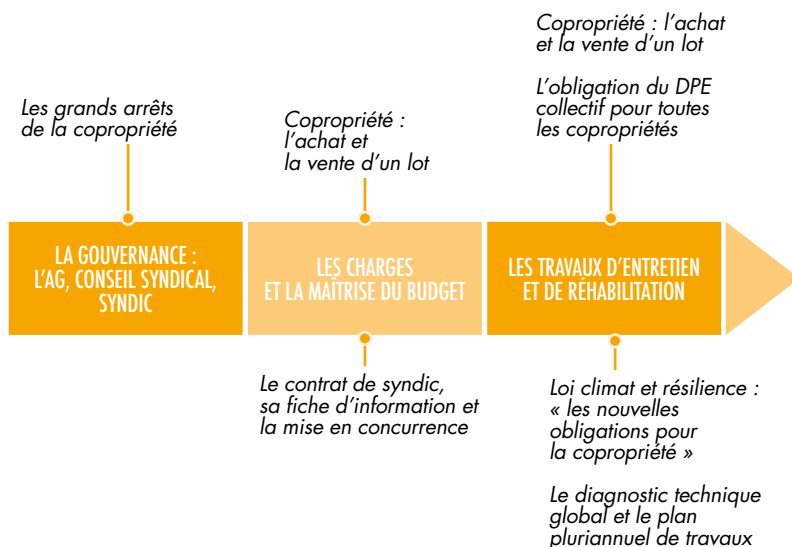 Les grands arrêts
de la copropriété
Copropriété :
l’achat et
la vente d’un lot
Copropriété : l’achat
et la vente d’un lot
L’obligation du DPE
collectif pour toutes
les copropriétés
LA GOUVERNANCE :
L’AG, CONSEIL SYNDICAL,
SYNDIC
LES CHARGES
ET LA MAÎTRISE DU BUDGET
LES TRAVAUX D’ENTRETIEN
ET DE RÉHABILITATION
Le contrat de syndic,
sa fiche d’information et
la mise en concurrence
Loi climat et résilience :
« les nouvelles
obligations pour
la copropriété »
Le diagnostic technique
global et le plan
pluriannuel de travaux